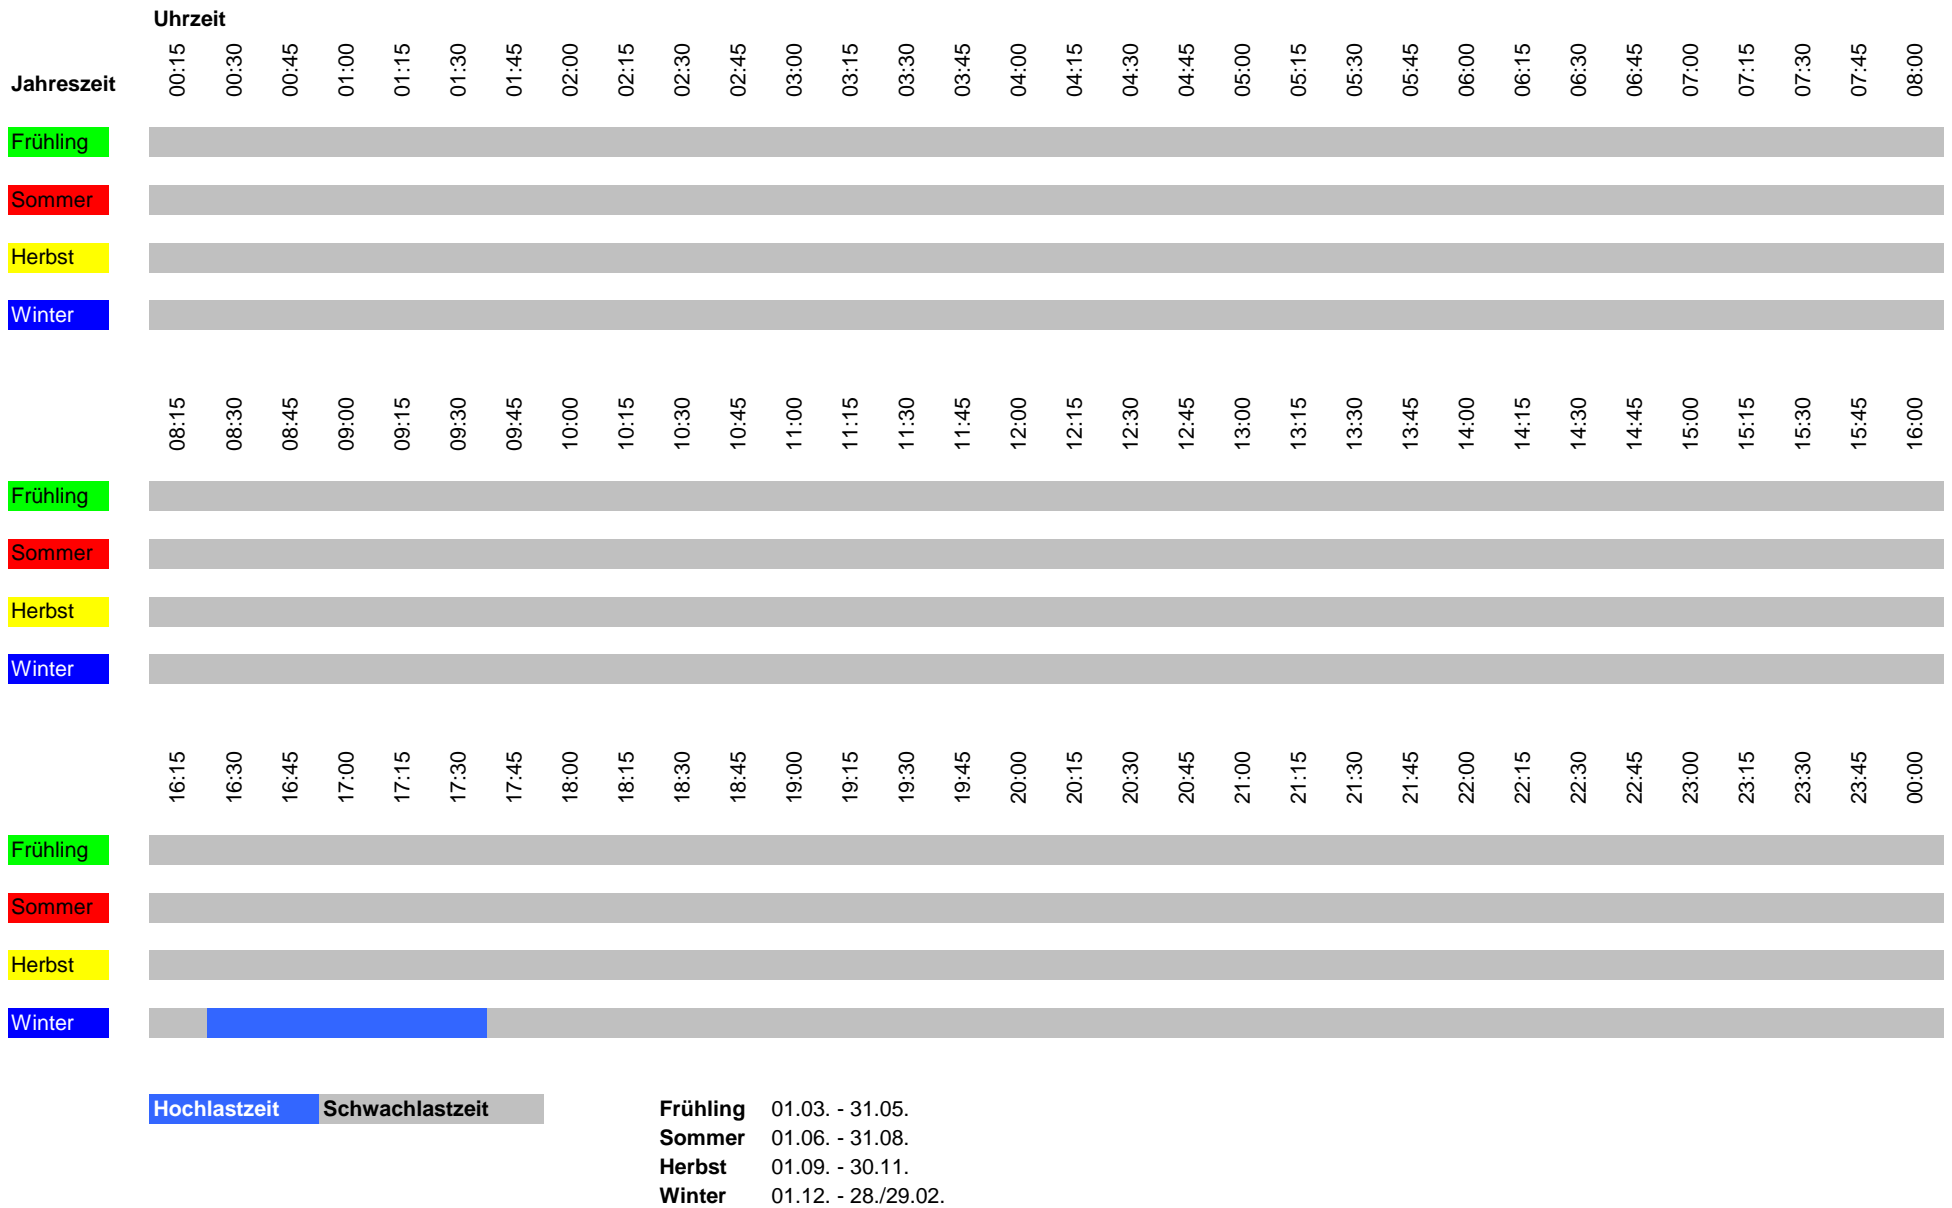 Uhrzeit
Jahreszeit 00:15 00:30 00:45 01:00 01:15 01:30 01:45 02:00 02:15 02:30 02:45 03:00 03:15 03:30 03:45 04:00 04:15 04:30 04:45 05:00 05:15 05:30 05:45 06:00 06:15 06:30 06:45 07:00 07:15 07:30 07:45 08:00
Frühling
Sommer
Herbst
Winter
08:15 08:30 08:45 09:00 09:15 09:30 09:45 10:00 10:15 10:30 10:45 11:00 11:15 11:30 11:45 12:00 12:15 12:30 12:45 13:00 13:15 13:30 13:45 14:00 14:15 14:30 14:45 15:00 15:15 15:30 15:45 16:00
Frühling
Sommer
Herbst
Winter
16:15 16:30 16:45 17:00 17:15 17:30 17:45 18:00 18:15 18:30 18:45 19:00 19:15 19:30 19:45 20:00 20:15 20:30 20:45 21:00 21:15 21:30 21:45 22:00 22:15 22:30 22:45 23:00 23:15 23:30 23:45 00:00
Frühling
Sommer
Herbst
Winter
Hochlastzeit Schwachlastzeit Frühling 01.03. - 31.05.
Sommer 01.06. - 31.08.
Herbst 01.09. - 30.11.
Winter 01.12. - 28./29.02.